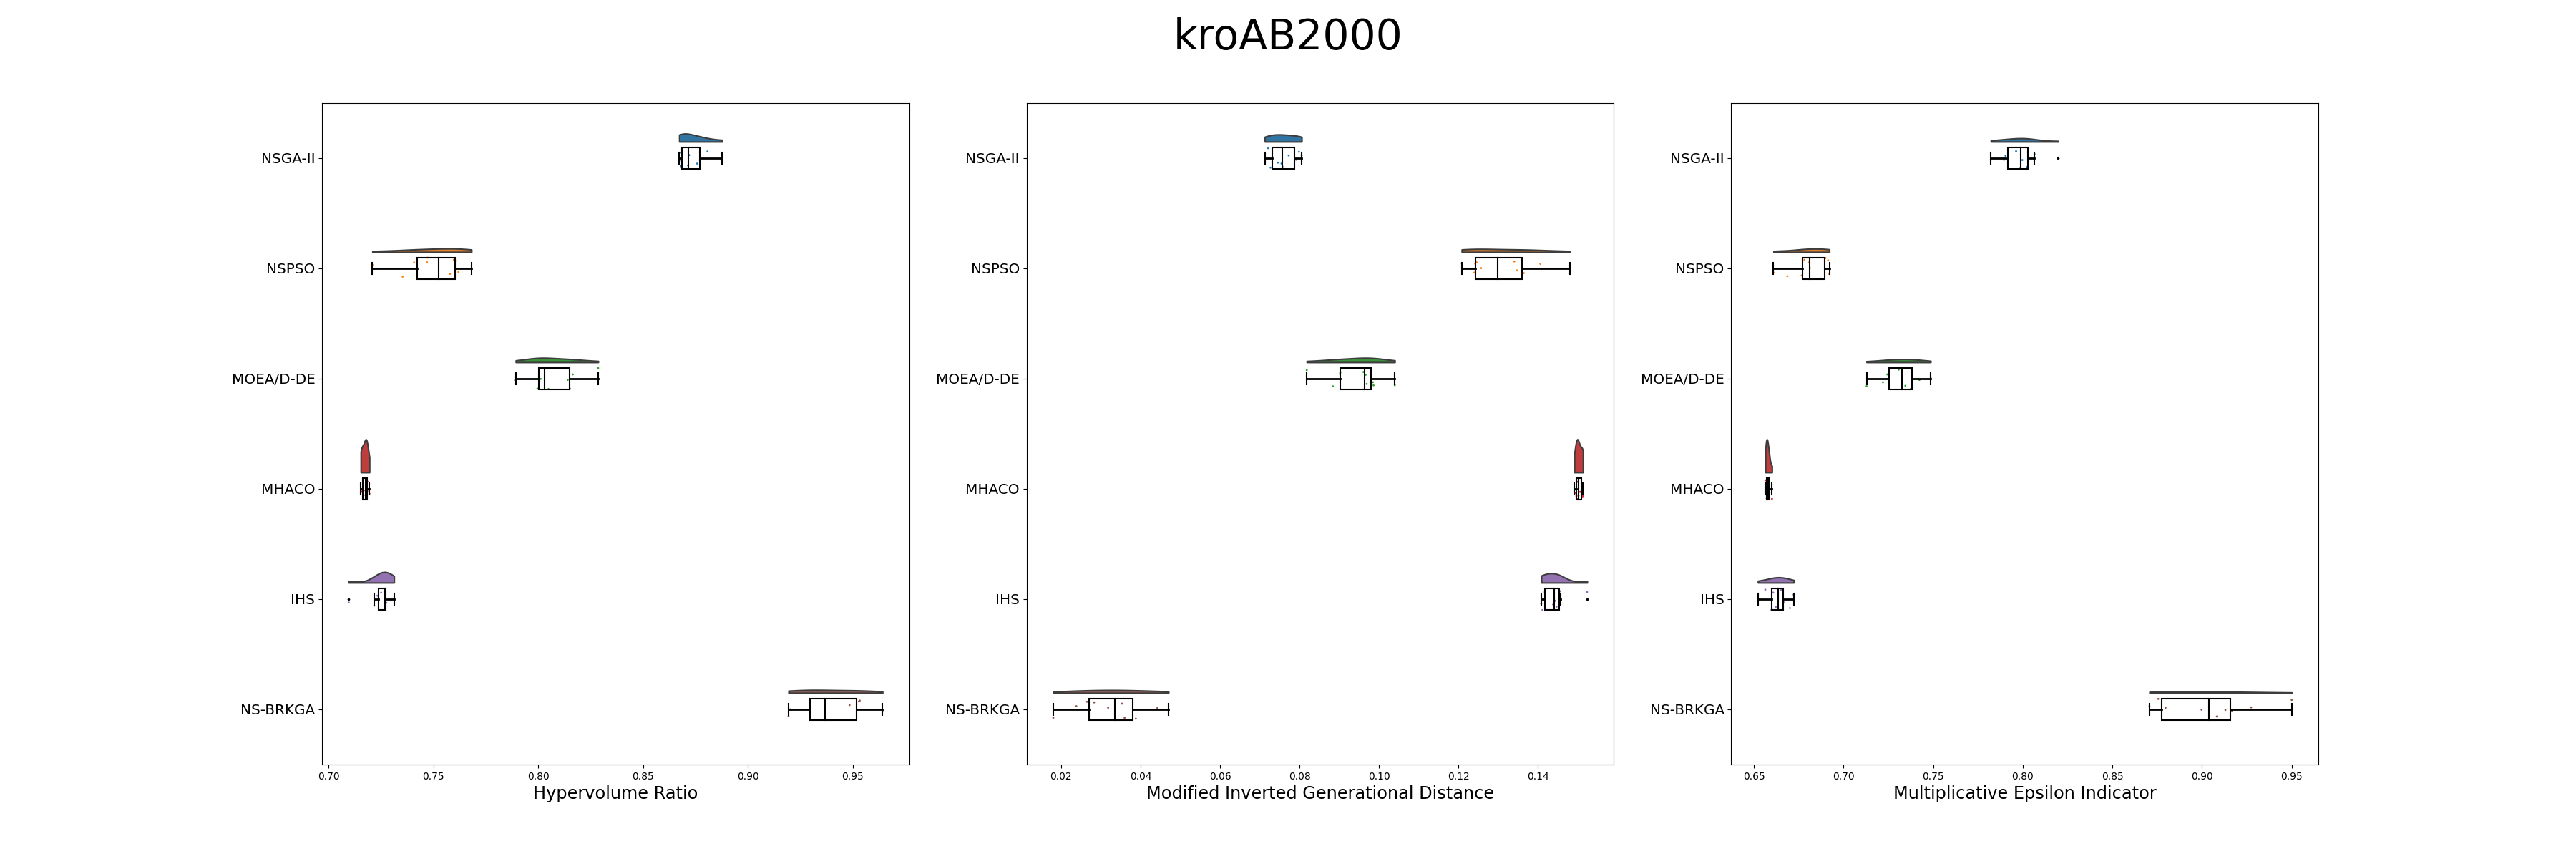 kroAB2000
NSGA-II
NSPSO
MOEA/D-DE
MHACO
IHS
NS-BRKGA
0.70 0.75 0.80 0.85 0.90 0.95
Hypervolume Ratio
NSGA-II
NSPSO
MOEA/D-DE
MHACO
IHS
NS-BRKGA
0.02 0.04 0.06 0.08 0.10 0.12 0.14
Modified Inverted Generational Distance
NSGA-II
NSPSO
MOEA/D-DE
MHACO
IHS
NS-BRKGA
0.65 0.70 0.75 0.80 0.85 0.90 0.95
Multiplicative Epsilon Indicator